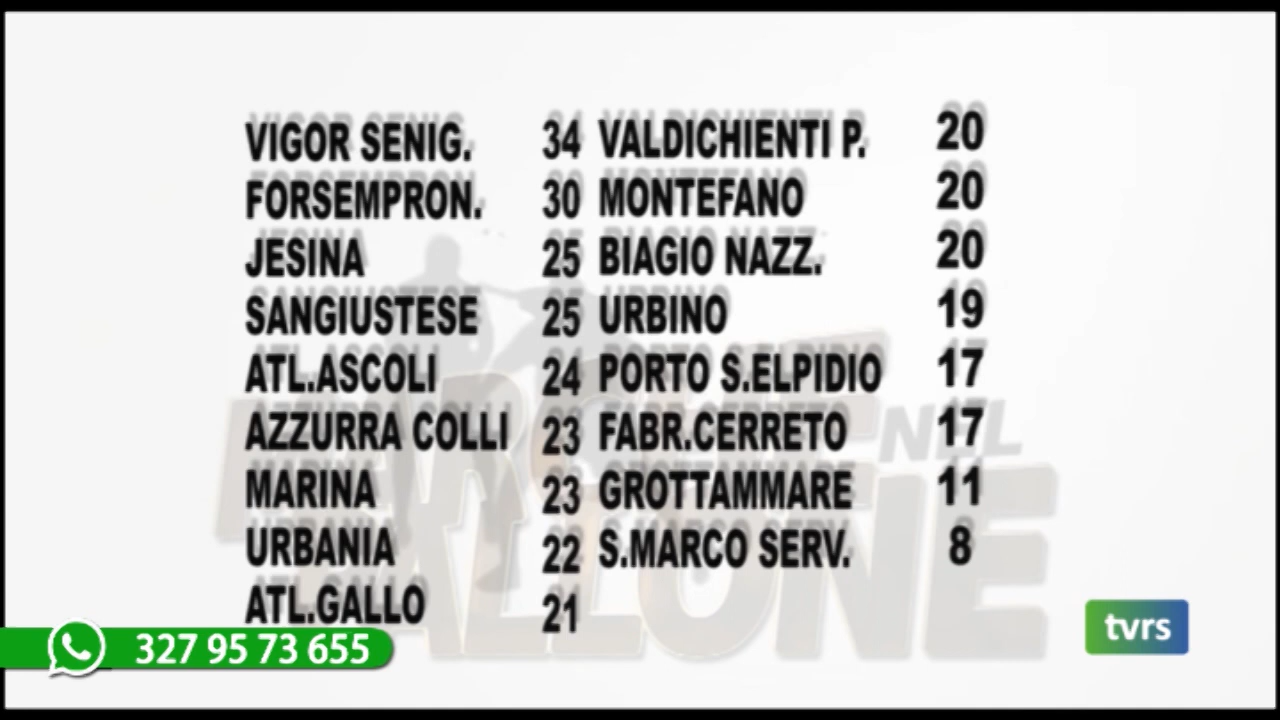 VIGOR SENIG. 34
FORSEMPRON. 30
JESINA 25
SANGIUSTESE 25
ATL.ASCOLI 24
AZZURRA COLLI 23
MARINA 23
URBANIA 22
ATL.GALLO 21
VALDICHIENTI P. 20
MONTEFANO 20
BIAGIO NAZZ. 20
URBINO 19
PORTO S.ELPIDIO 17
FABR.CERRETO 17
GROTTAMMARE 11
S.MARCO SERV. 8
NEL
327 95 73 655
tvrs